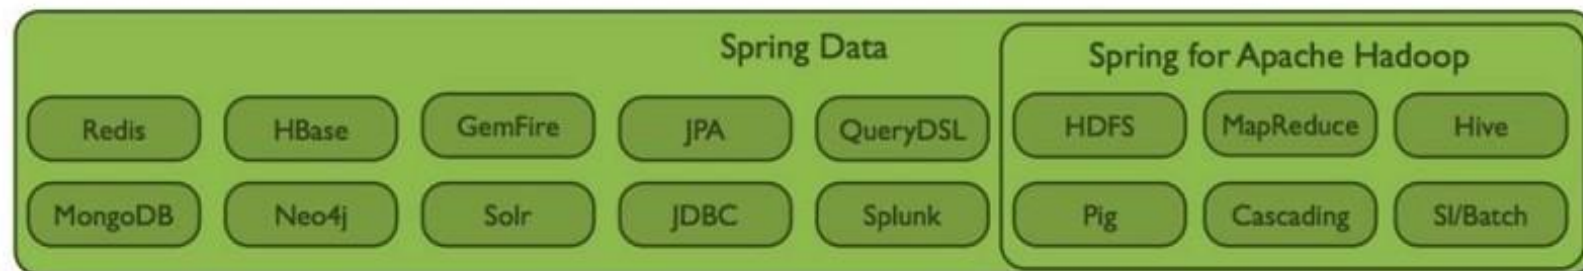 Spring Data
Redis
HBase
GemFire
JPA
QueryDSL
MongoDB
Neo4j
Solr
JDBC
Splunk
Spring for Apache Hadoop
HDFS
MapReduce
Hive
Pig
Cascading
SI/Batch